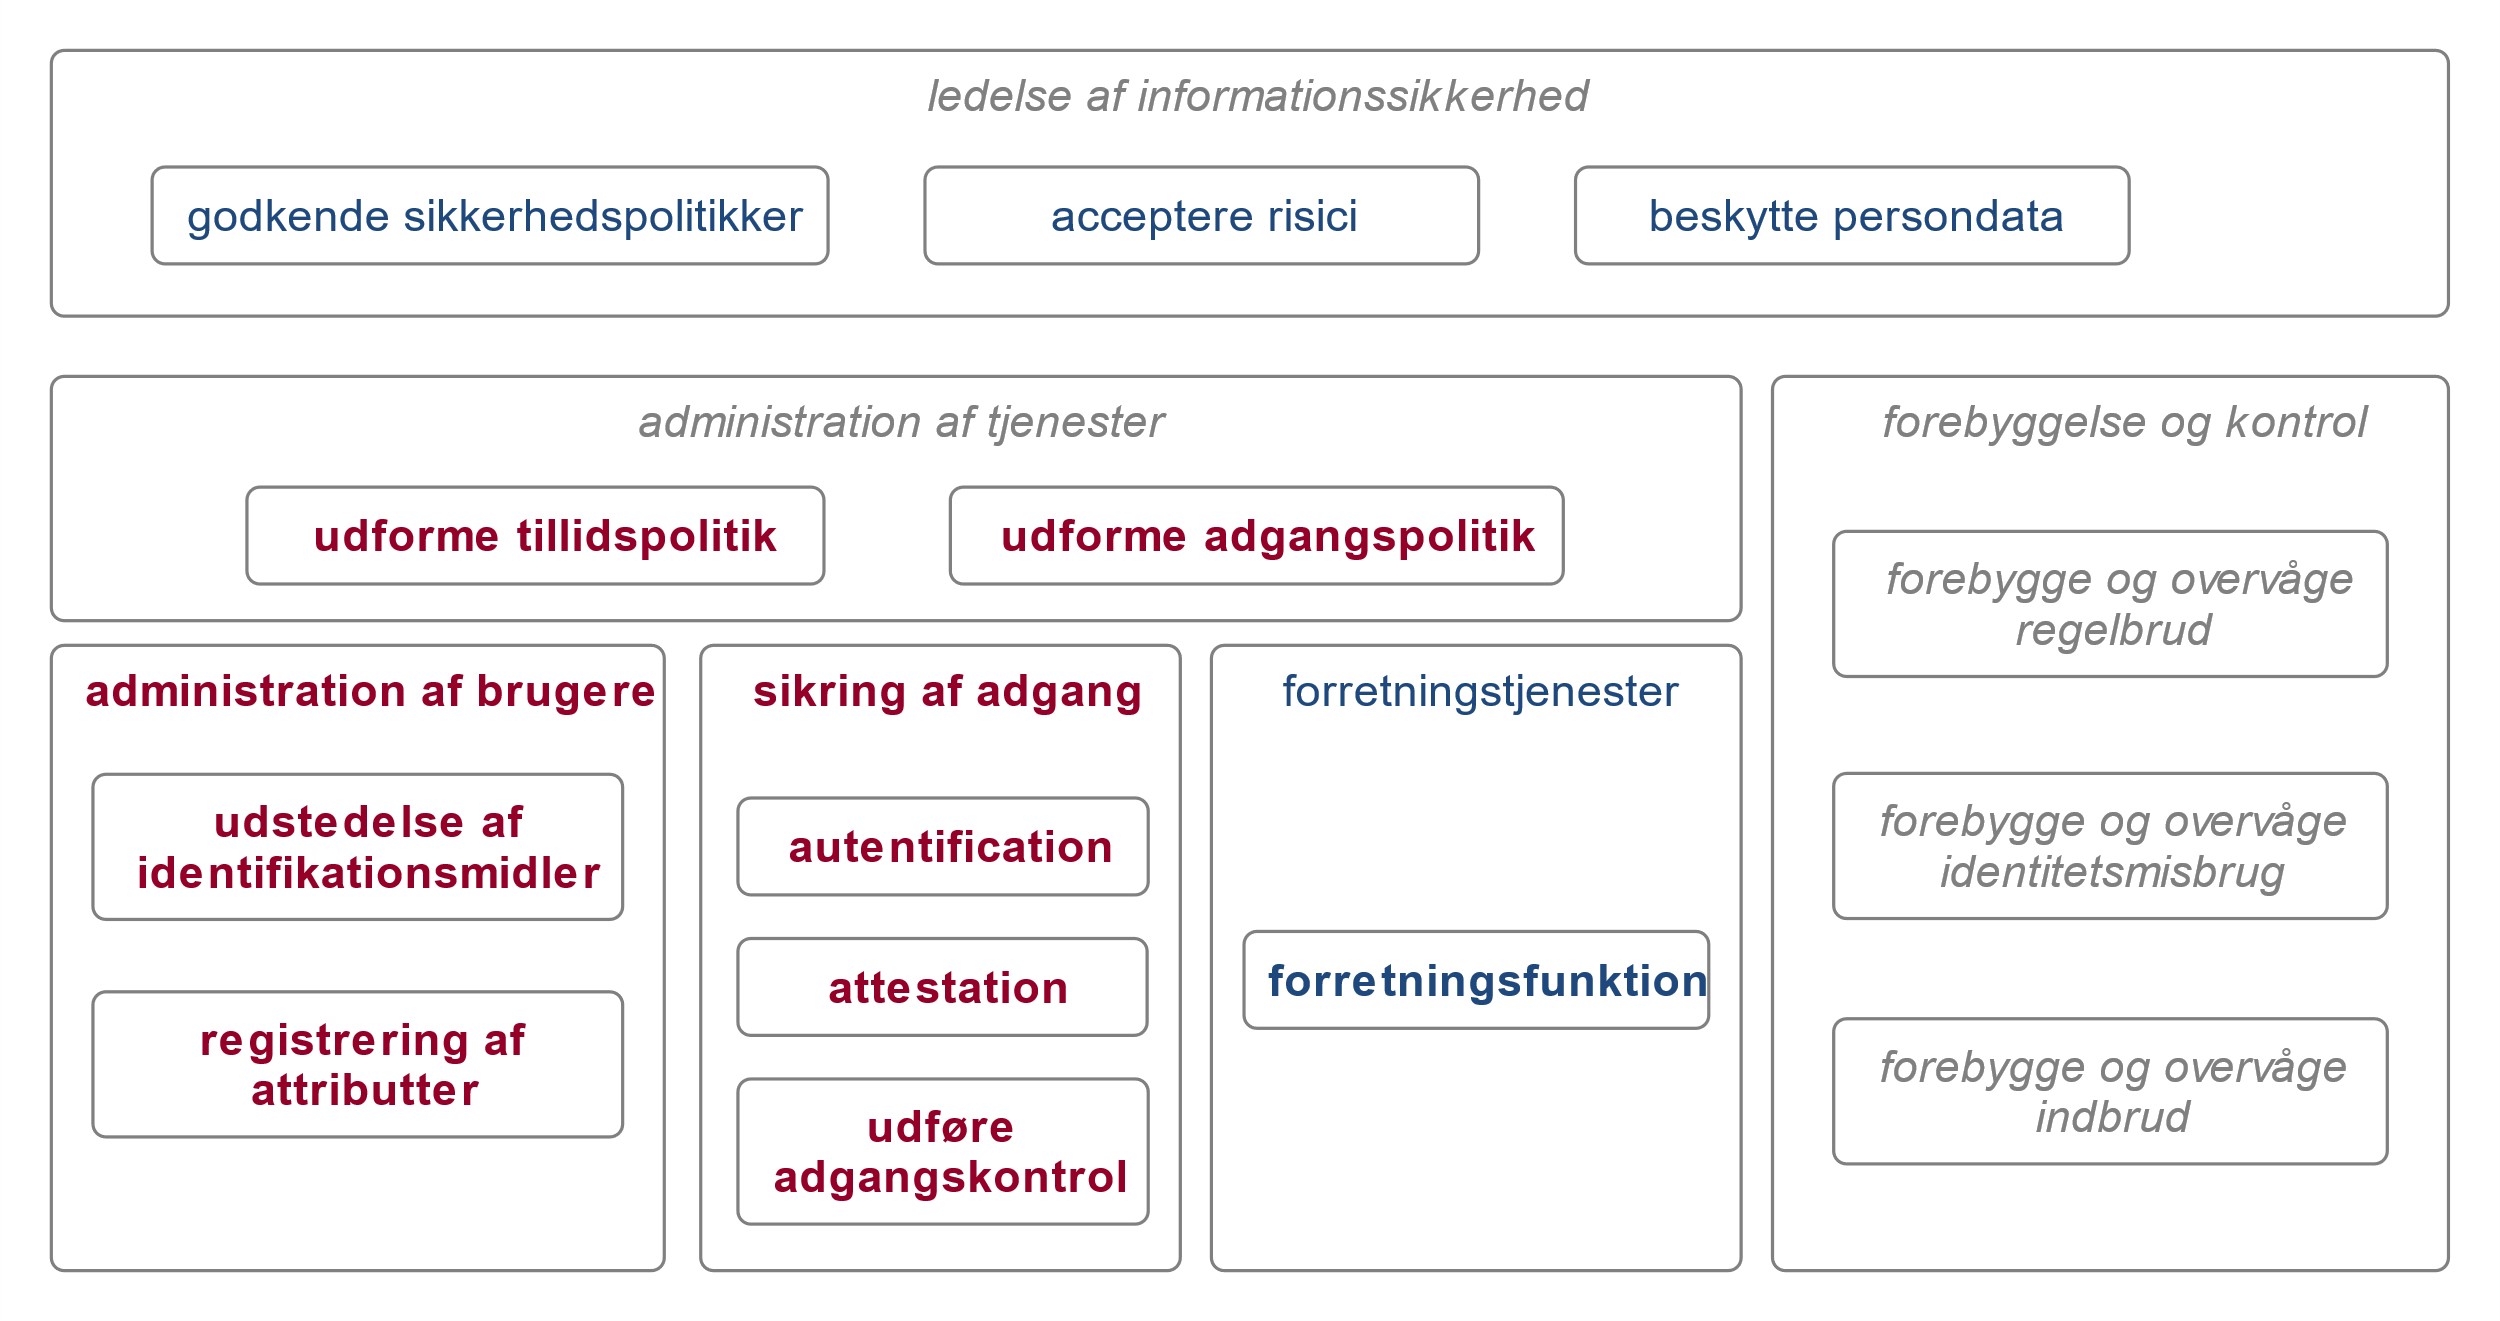 ledelse af informationssikkerhed
godkende sikkerhedspolitikker
acceptere risici
beskytte persondata
administration af tjenester
udforme tillidspolitik
udforme adgangspolitik
administration af brugere
udstedelse af
identifikationsmidler
registrering af
attributter
sikring af adgang
autentification
attestation
udføre
adgangskontrol
forretningstjenester
forretningsfunktion
forebyggelse og kontrol
forebygge og overvåge
regelbrud
forebygge og overvåge
identitetsmisbrug
forebygge og overvåge
indbrud